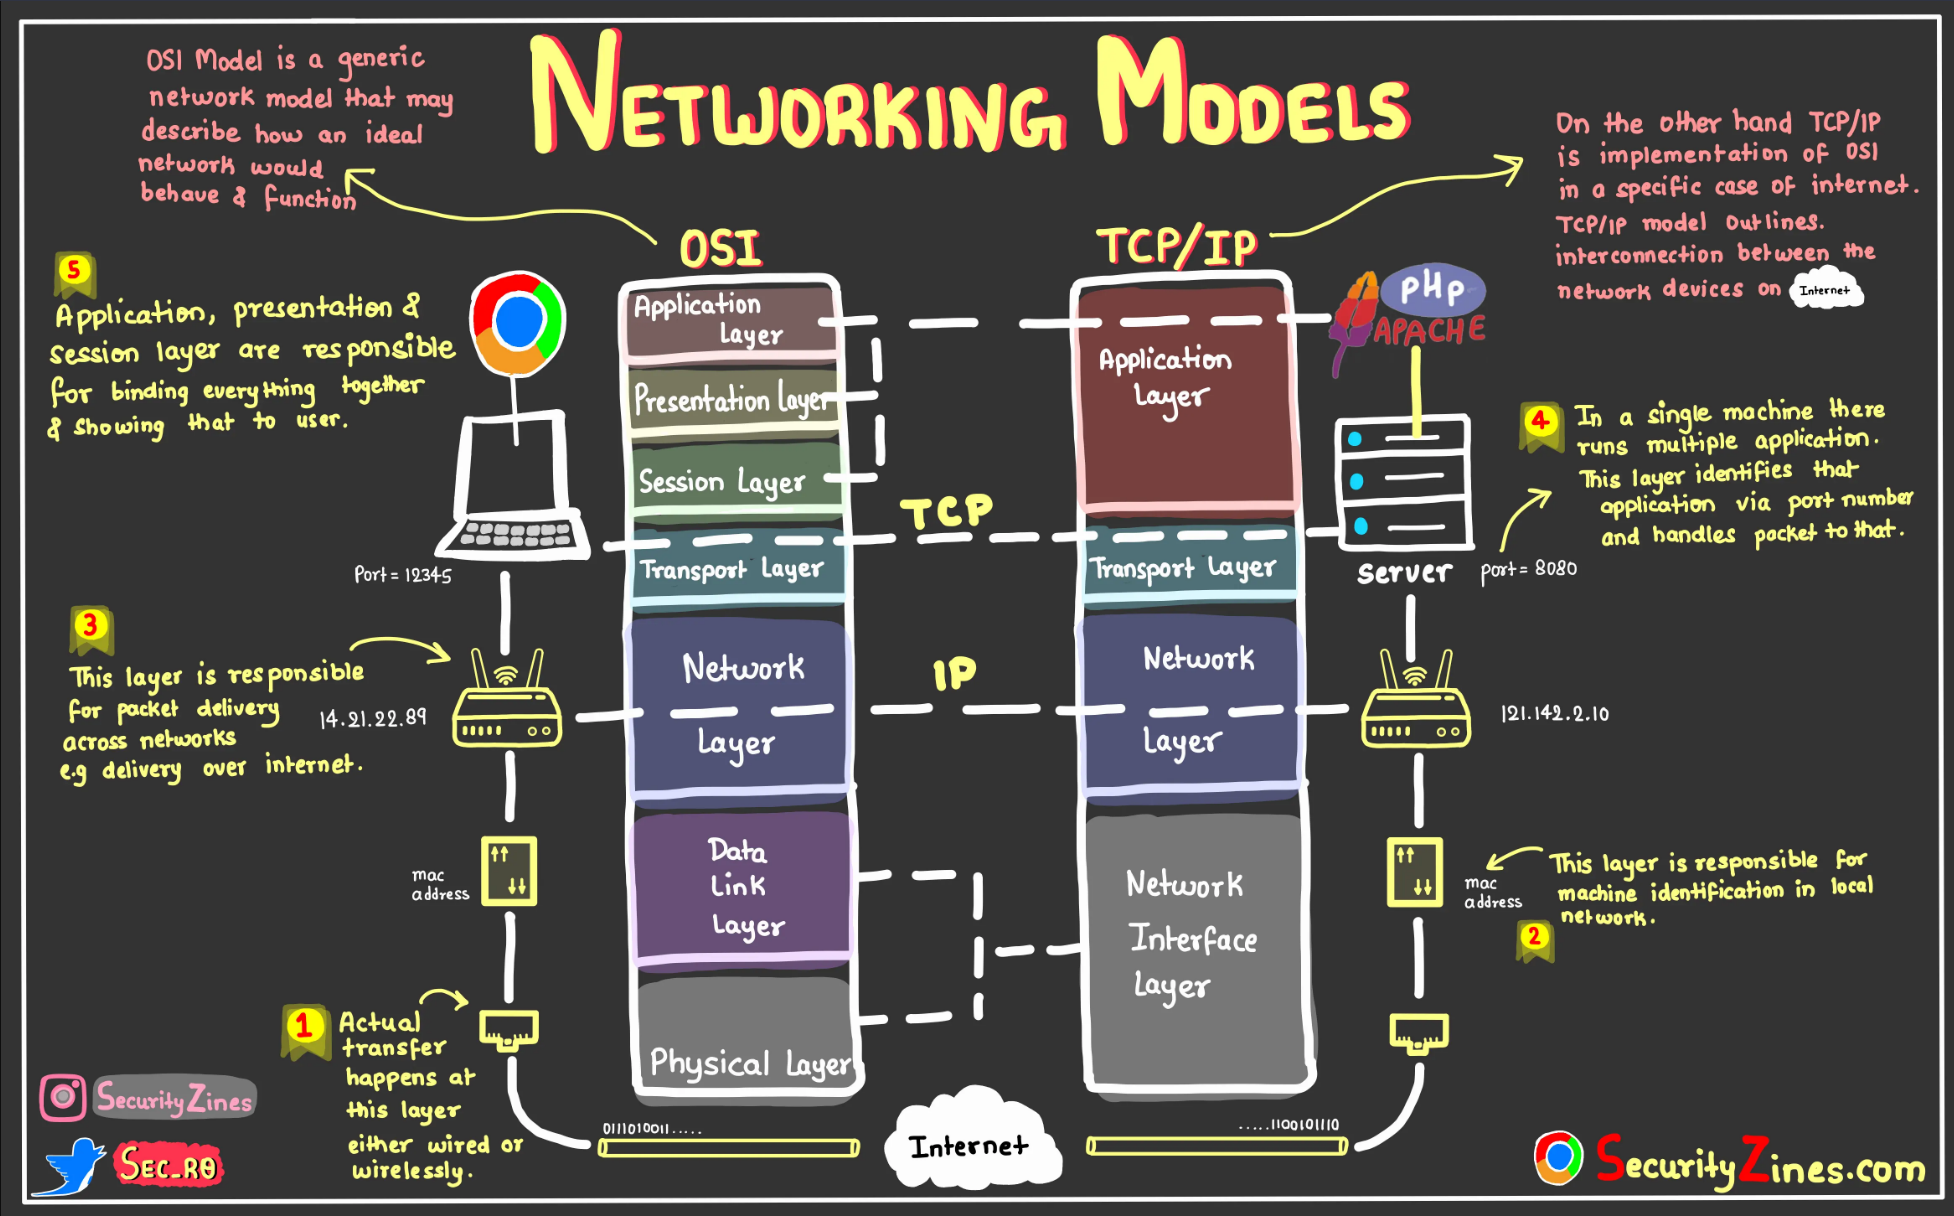 NETWORKING MODELS
OSI Model is a generic
network model that may
describe how an ideal
network would
behave & function
On the other hand TCP/IP
is implementation of OSI
in a specific case of internet.
TCP/IP model outlines.
interconnection between the
network devices on Internet
OSI
TCP/IP
5
Application, presentation &
session layer are responsible
for binding everything together
& showing that to user.
Application
Layer
Presentation Layer
Session Layer
Transport Layer
Network
Layer
Data
Link
Layer
Physical Layer
TCP
IP
Application
Layer
Transport Layer
Network
Layer
Network
Interface
Layer
PHP
APACHE
4
In a single machine there
runs multiple application.
This layer identifies that
application via port number
and handles packet to that.
Server
port = 8080
Port = 12345
3
This layer is responsible
for packet delivery
across networks
e.g delivery over internet.
14.21.22.89
121.142.2.10
mac
address
mac
address
This layer is responsible for
machine identification in local
network.
2
1
Actual
transfer
happens at
this layer
either wired or
wirelessly.
0111010011.....
Internet
.....1100101110
SecurityZines
SEC_R0
SecurityZines.com